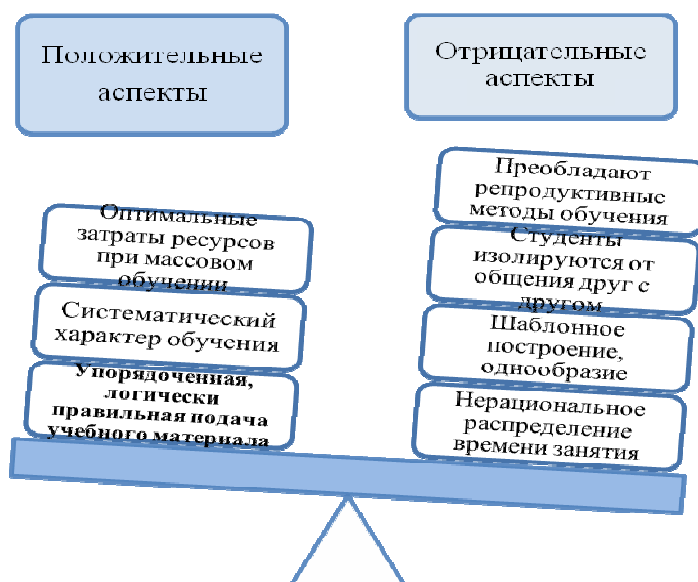 Положительные
аспекты
Отрицательные
аспекты
Оптимальные
затраты ресурсов
при массовом
обучении
Систематический
характер обучения
Упорядоченная,
логически
правильная подача
учебного материала
Преобладают
репродуктивные
методы обучения
Студенты
изолируются от
общения друг с
другом
Шаблонное
построение,
однообразие
Нерациональное
распределение
времени занятия